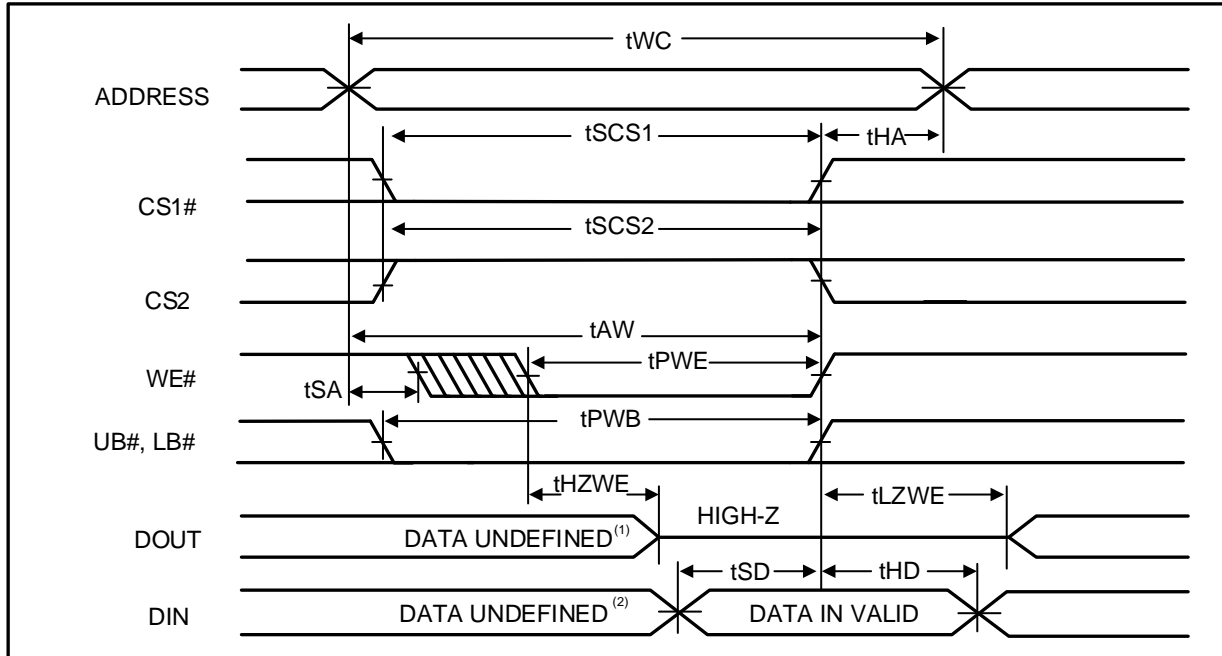 tWC
ADDRESS
tSCS1
tHA
CS1#
tSCS2
CS2
tAW
WE#
tPWE
tSA
tPWB
UB#, LB#
tHZWE
tLZWE
HIGH-Z
DOUT
DATA UNDEFINED(1)
tSD
tHD
DIN
DATA UNDEFINED (2)
DATA IN VALID